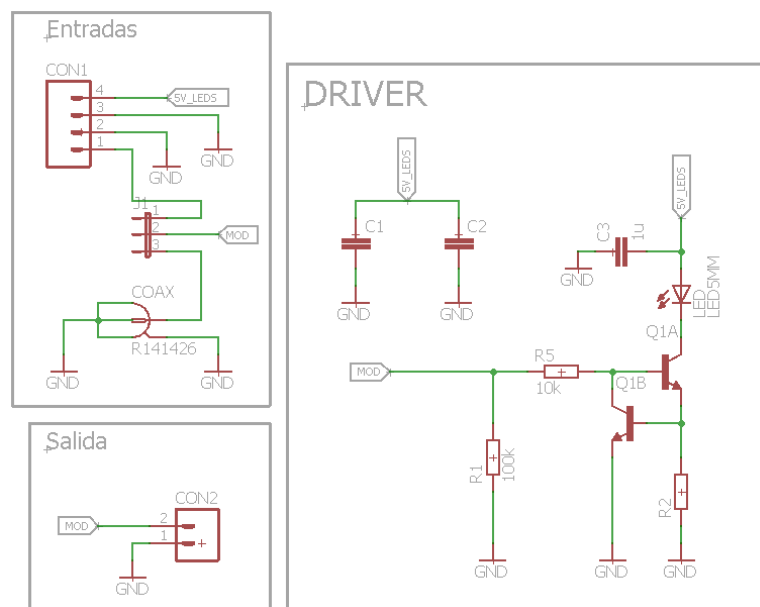 Entradas
CON1
4
5V_LEDS
3
2
1
GND
GND
J1
1
2
MOD
3
COAX
R141426
GND
GND
Salida
CON2
MOD
2
1
GND
DRIVER
5V_LEDS
5V_LEDS
C1
C2
C3
1u
GND
GND
GND
LED
LED5MM
Q1A
MOD
R5
10k
Q1B
R1
100k
R2
GND
GND
GND